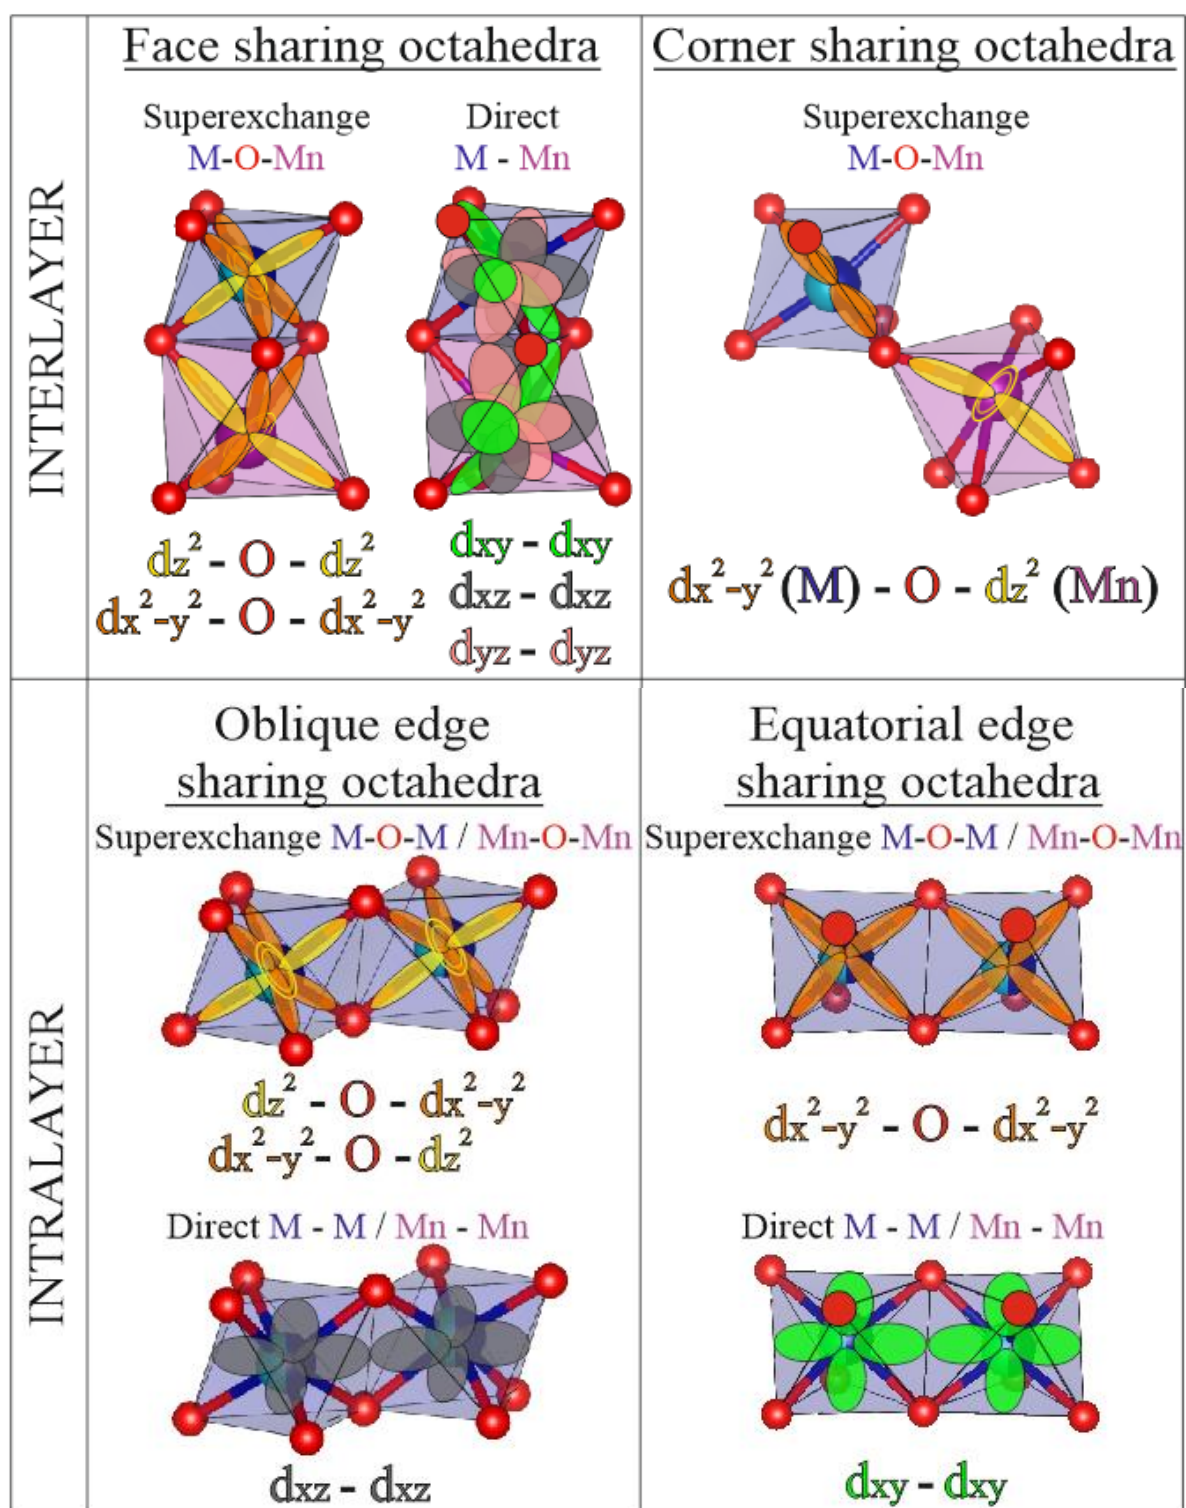 INTERLAYER
Face sharing octahedra
Superexchange
M-O-Mn
Direct
M - Mn
dz² - O - dz²
dx²-y² - O - dx²-y²
dxy - dxy
dxz - dxz
dyz - dyz
Corner sharing octahedra
Superexchange
M-O-Mn
dx²-y² (M) - O - dz² (Mn)
INTRALAYER
Oblique edge
sharing octahedra
Superexchange M-O-M / Mn-O-Mn
dz² - O - dx²-y²
dx²-y² - O - dz²
Direct M - M / Mn - Mn
dxz - dxz
Equatorial edge
sharing octahedra
Superexchange M-O-M / Mn-O-Mn
dx²-y² - O - dx²-y²
Direct M - M / Mn - Mn
dxy - dxy